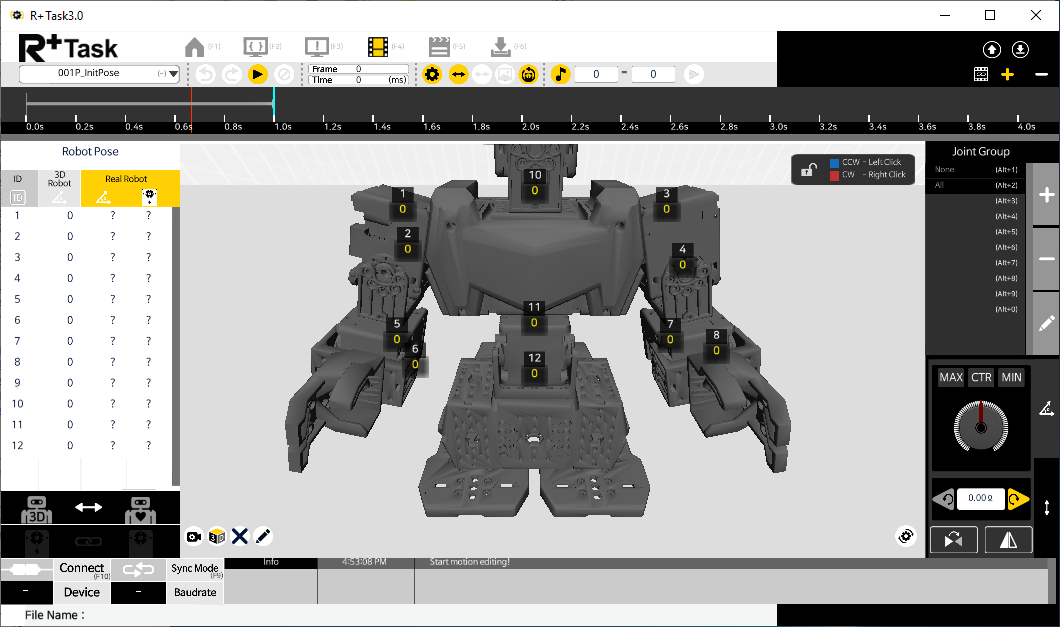 R+ Task3.0
R+Task
(F1) (F2) (F3) (F4) (F5) (F6)
001P_InitPose (--)
Frame 0
Time 0 (ms)
0 - 0
0.0s 0.2s 0.4s 0.6s 0.8s 1.0s 1.2s 1.4s 1.6s 1.8s 2.0s 2.2s 2.4s 2.6s 2.8s 3.0s 3.2s 3.4s 3.6s 3.8s 4.0s
Robot Pose
ID 3D Robot Real Robot
ID
1 0 ? ?
2 0 ? ?
3 0 ? ?
4 0 ? ?
5 0 ? ?
6 0 ? ?
7 0 ? ?
8 0 ? ?
9 0 ? ?
10 0 ? ?
11 0 ? ?
12 0 ? ?
3D
CCW - Left Click
CW - Right Click
10
0
1
0
3
0
2
0
4
0
11
0
5
0
7
0
8
0
6
0
12
0
Joint Group
None (Alt+1)
All (Alt+2)
(Alt+3)
(Alt+4)
(Alt+5)
(Alt+6)
(Alt+7)
(Alt+8)
(Alt+9)
(Alt+0)
MAX CTR MIN
0.00º
3D
Connect (F10)
Sync Mode (F9)
- Device - Baudrate
Info 4:53:08 PM Start motion editing!
File Name :